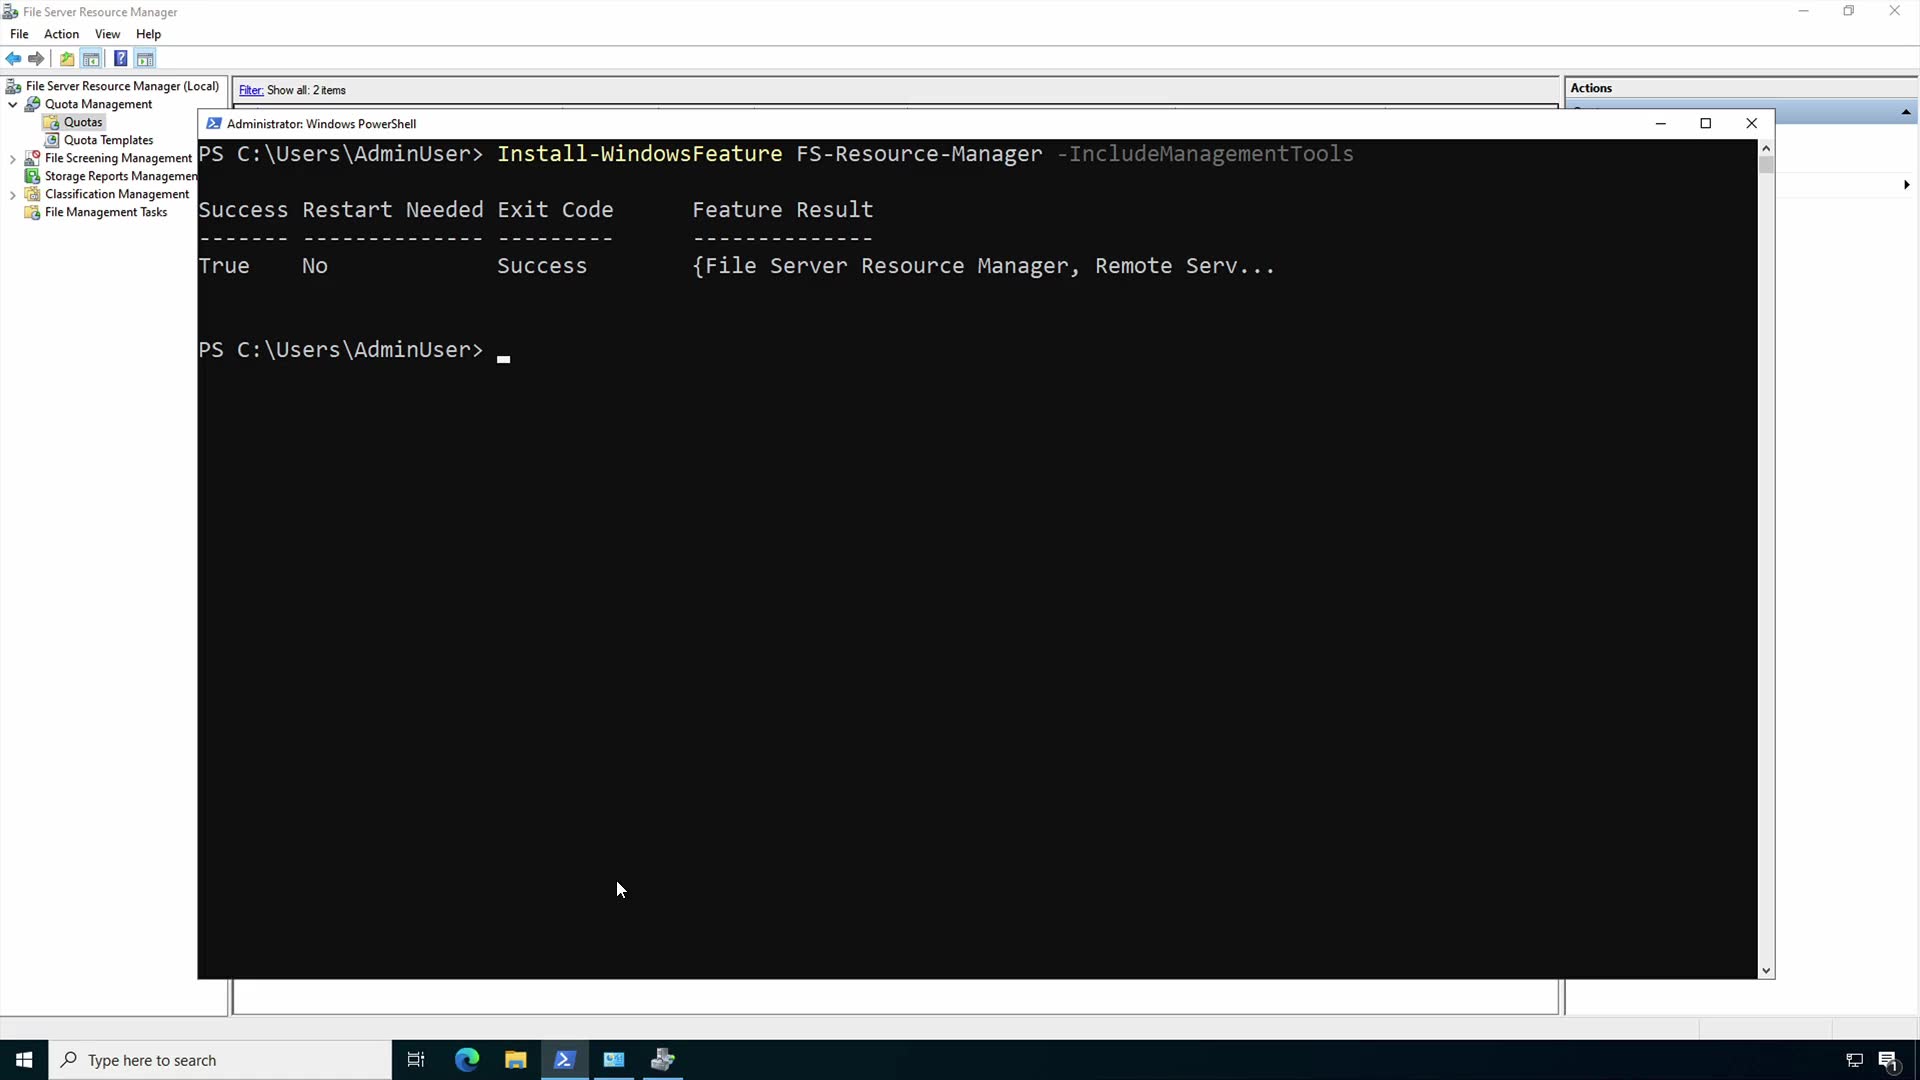 File Server Resource Manager
File Action View Help
File Server Resource Manager (Local)
Quota Management
Quotas
Quota Templates
File Screening Management
Storage Reports Managemen
Classification Management
File Management Tasks
Filter: Show all: 2 items
Actions
Administrator: Windows PowerShell
PS C:\Users\AdminUser> Install-WindowsFeature FS-Resource-Manager -IncludeManagementTools
Success Restart Needed Exit Code Feature Result
------- -------------- --------- --------------
True No Success {File Server Resource Manager, Remote Serv...
PS C:\Users\AdminUser>
Type here to search
1